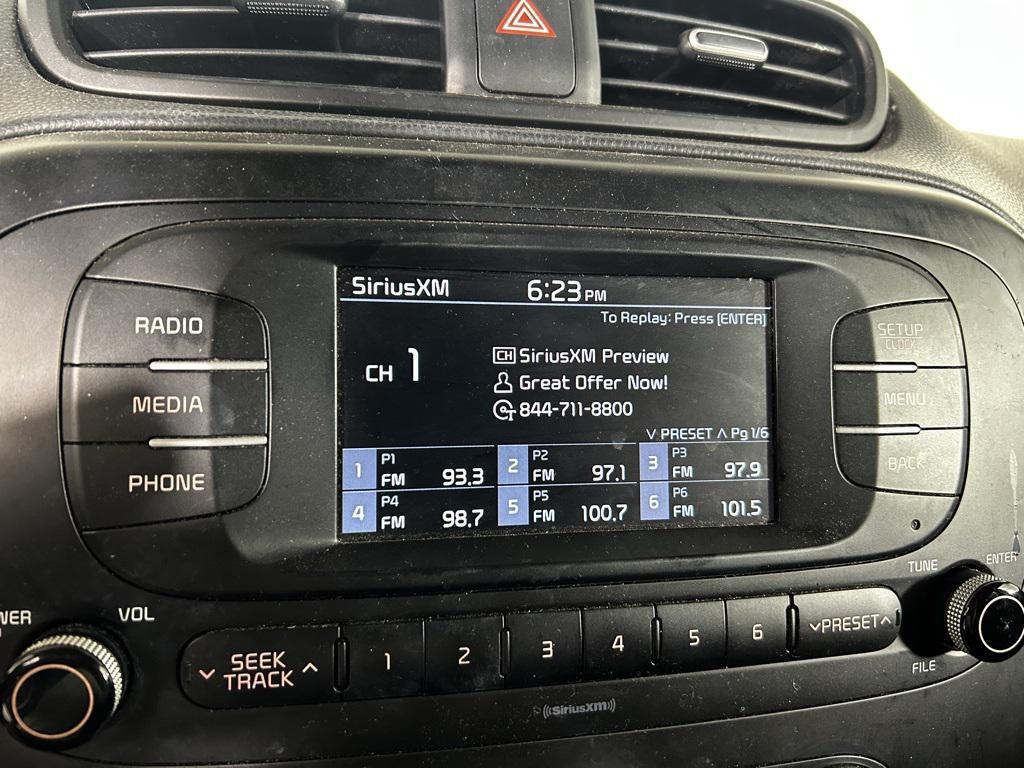 SiriusXM 6:23 PM
To Replay: Press [ENTER]
CH 1
CH SiriusXM Preview
Great Offer Now!
844-711-8800
∨ PRESET ∧ Pg 1/6
1 P1 FM 93.3
2 P2 FM 97.1
3 P3 FM 97.9
4 P4 FM 98.7
5 P5 FM 100.7
6 P6 FM 101.5
RADIO
MEDIA
PHONE
SETUP
CLOCK
MENU
BACK
VOL
SEEK
TRACK
1 2 3 4 5 6
∨PRESET∧
TUNE
ENTER
FILE
((SiriusXM))